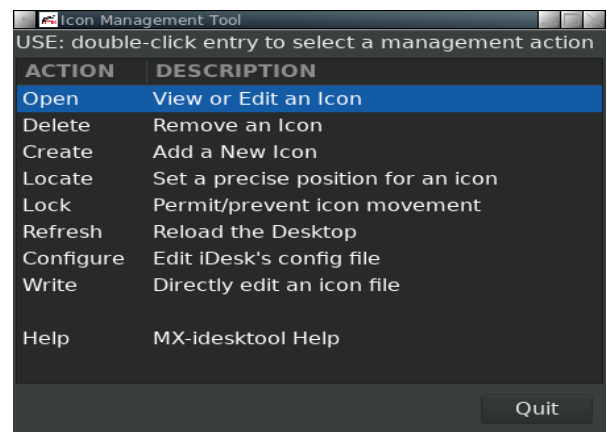 Icon Management Tool
USE: double-click entry to select a management action
ACTION DESCRIPTION
Open View or Edit an Icon
Delete Remove an Icon
Create Add a New Icon
Locate Set a precise position for an icon
Lock Permit/prevent icon movement
Refresh Reload the Desktop
Configure Edit iDesk's config file
Write Directly edit an icon file
Help MX-idesktool Help
Quit